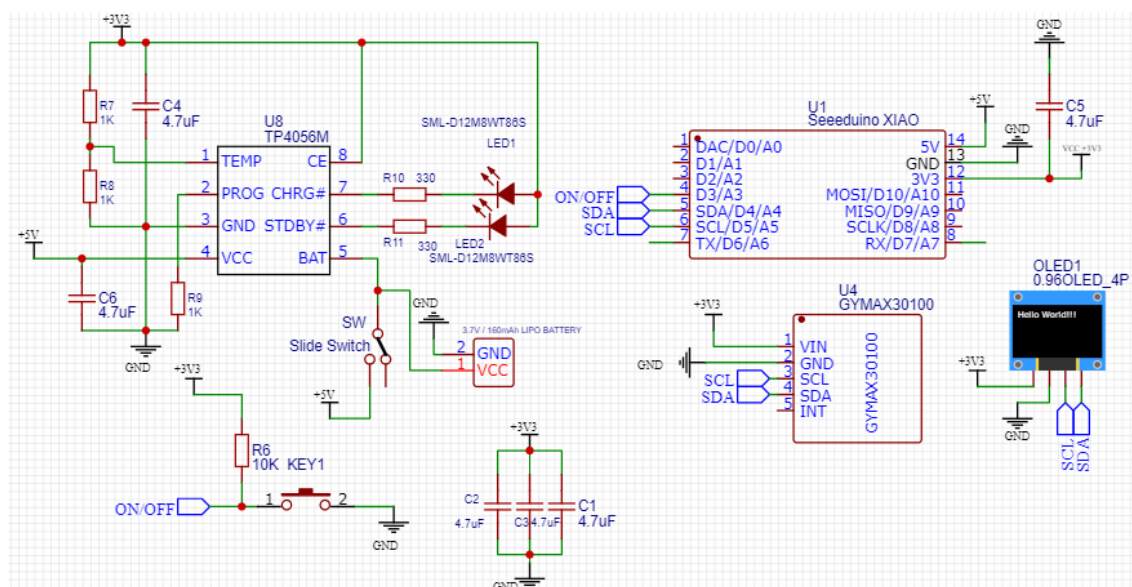 +3V3
R7
1K
C4
4.7uF
R8
1K
U8
TP4056M
1 TEMP CE 8
2 PROG CHRG# 7
3 GND STDBY# 6
4 VCC BAT 5
SML-D12M8WT86S
LED1
R10 330
R11 330
LED2
SML-D12M8WT86S
+5V
C6
4.7uF
R9
1K
GND
SW
Slide Switch
+5V
GND
3.7V / 160mAh LIPO BATTERY
2 GND
1 VCC
+3V3
R6
10K KEY1
ON/OFF
1 2
GND
+3V3
C2
4.7uF
C3 4.7uF
C1
4.7uF
GND
U1
Seeeduino XIAO
1 DAC/D0/A0 5V 14
2 D1/A1 GND 13
3 D2/A2 3V3 12
4 D3/A3 MOSI/D10/A10 11
5 SDA/D4/A4 MISO/D9/A9 10
6 SCL/D5/A5 SCLK/D8/A8 9
7 TX/D6/A6 RX/D7/A7 8
ON/OFF
SDA
SCL
+5V
GND
GND
C5
4.7uF
VCC +3V3
U4
GYMAX30100
+3V3
GND
1 VIN
2 GND
3 SCL
4 SDA
5 INT
GYMAX30100
SCL
SDA
OLED1
0.96OLED_4P
Hello World!!!
+3V3
GND
SCL
SDA